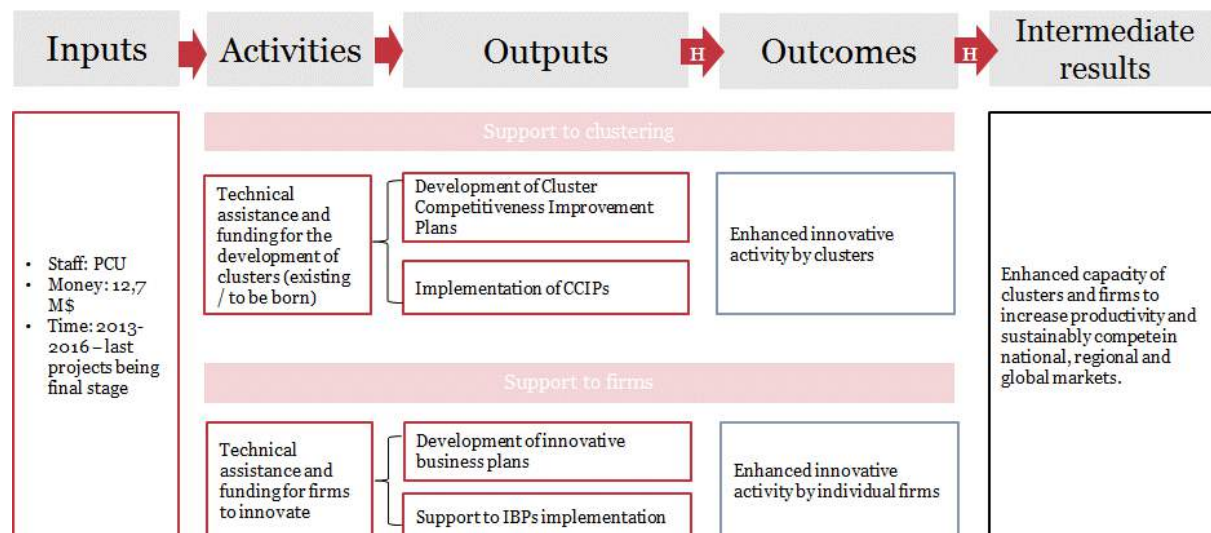 Inputs
Activities
Outputs
H
Outcomes
H
Intermediate
results
Support to clustering
• Staff: PCU
• Money: 12,7
M$
• Time: 2013-
2016 – last
projects being
final stage
Technical
assistance and
funding for the
development of
clusters (existing
/ to be born)
Development of Cluster
Competitiveness Improvement
Plans
Implementation of CCIPs
Enhanced innovative
activity by clusters
Enhanced capacity of
clusters and firms to
increase productivity and
sustainably compete in
national, regional and
global markets.
Support to firms
Technical
assistance and
funding for firms
to innovate
Development of innovative
business plans
Support to IBPs implementation
Enhanced innovative
activity by individual firms